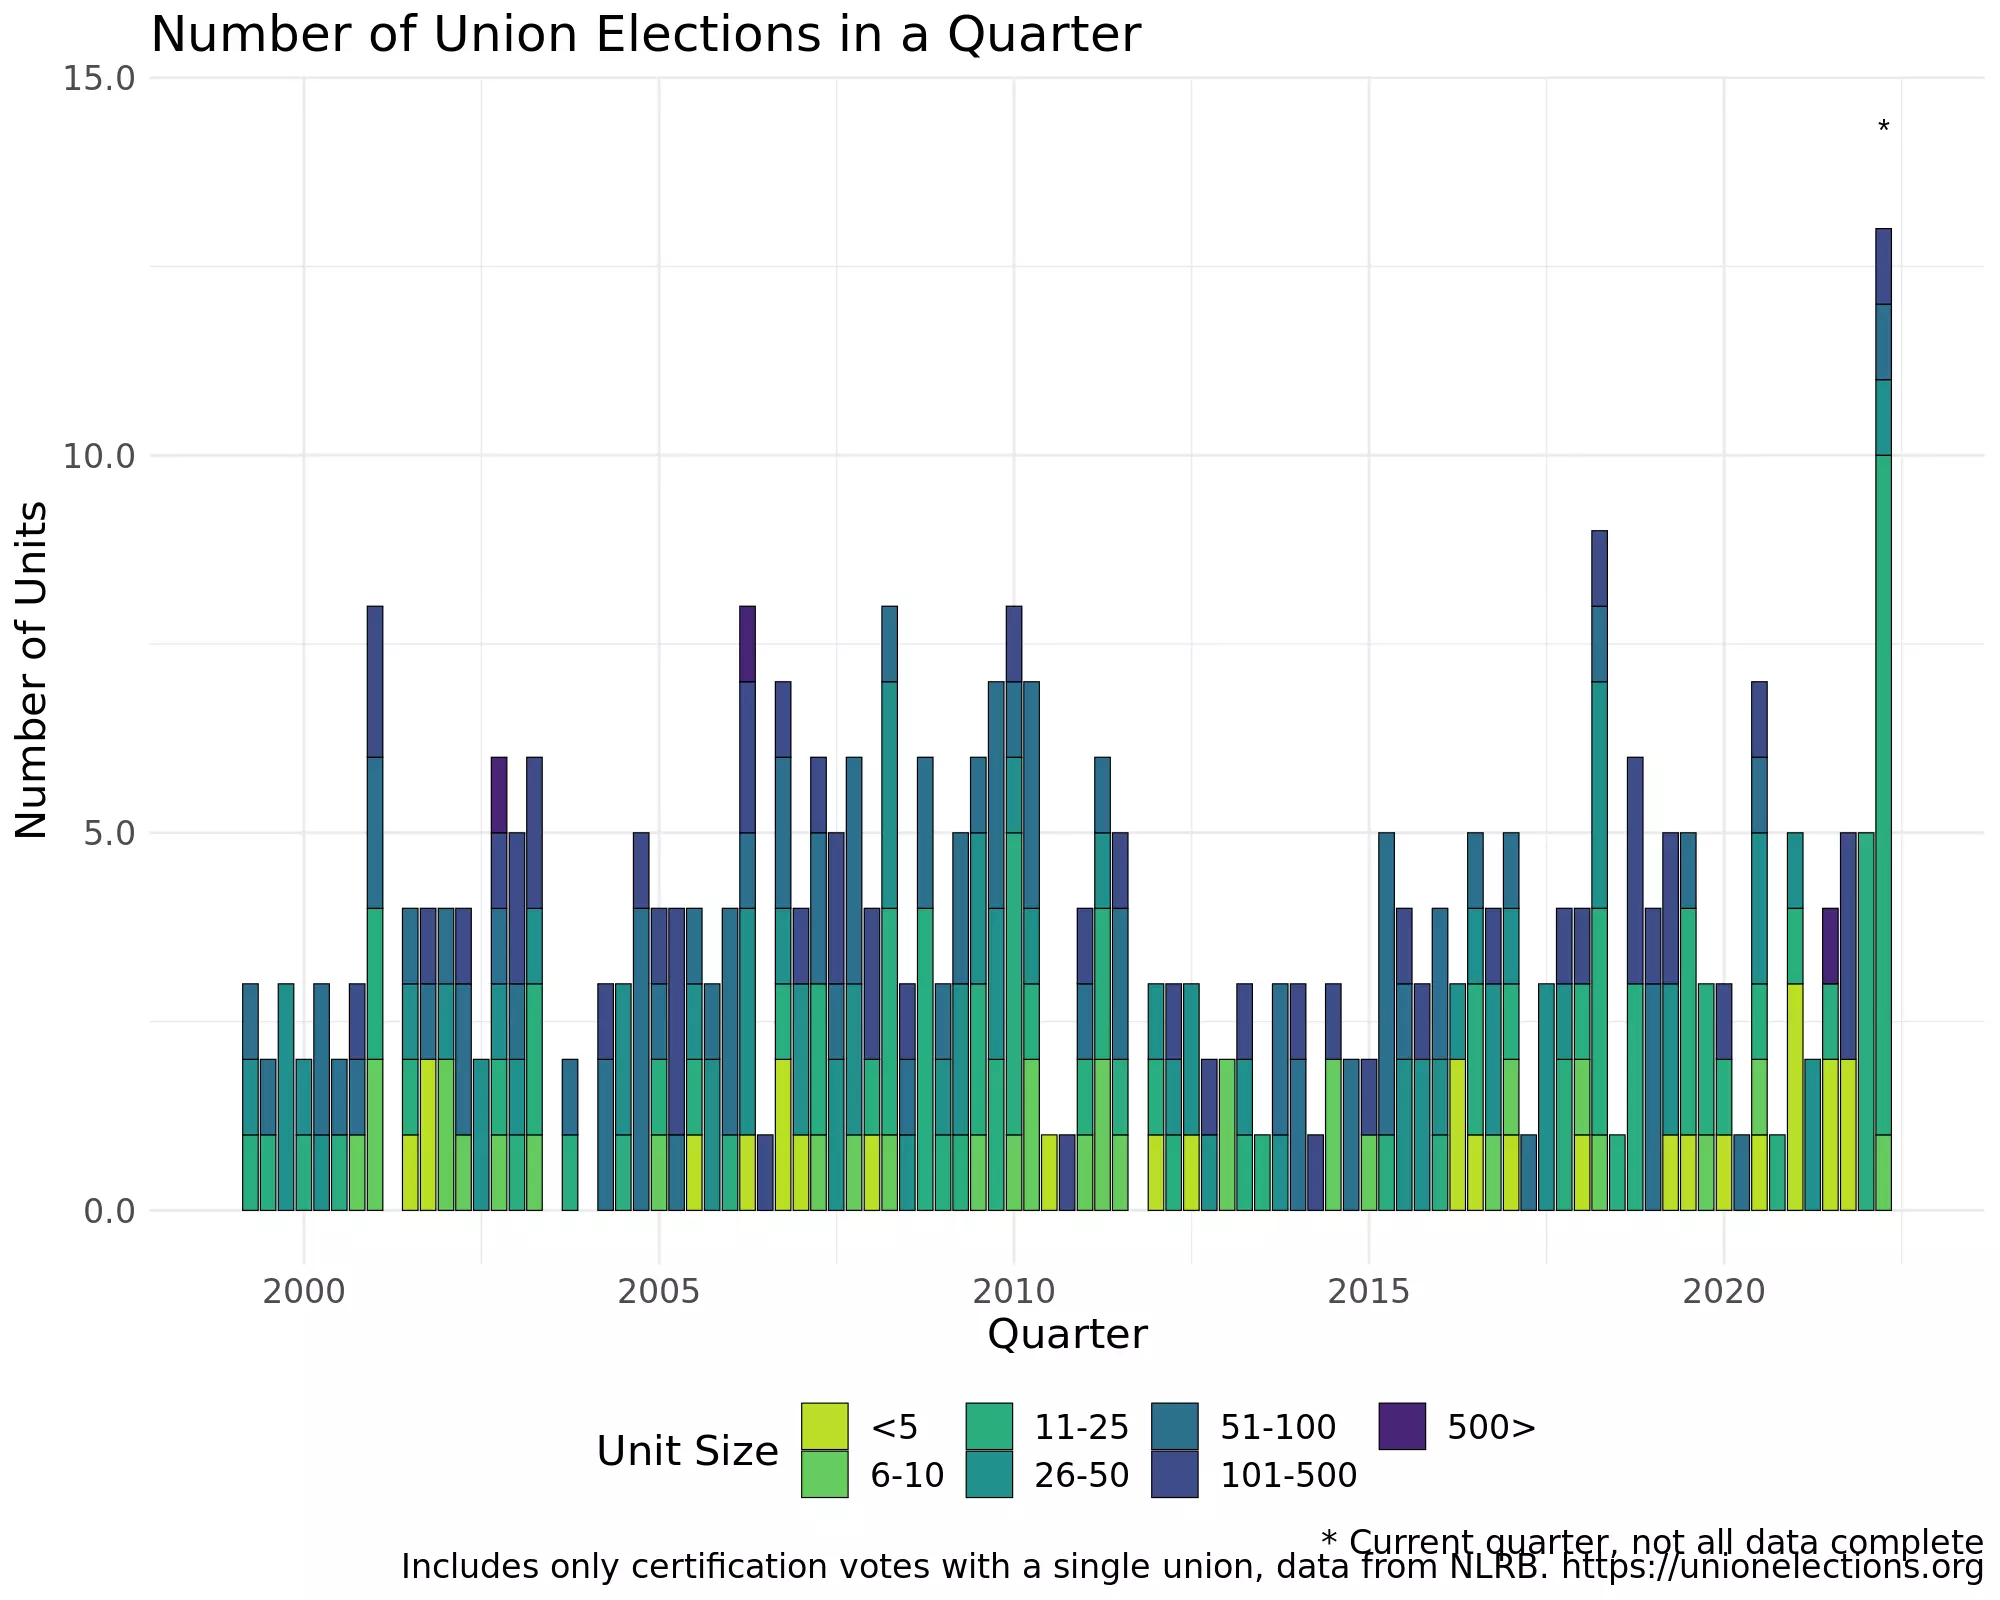 Number of Union Elections in a Quarter
15.0
*
10.0
5.0
0.0
Number of Units
2000 2005 2010 2015 2020
Quarter
Unit Size
<5 11-25 51-100 500>
6-10 26-50 101-500
* Current quarter, not all data complete
Includes only certification votes with a single union, data from NLRB. https://unionelections.org